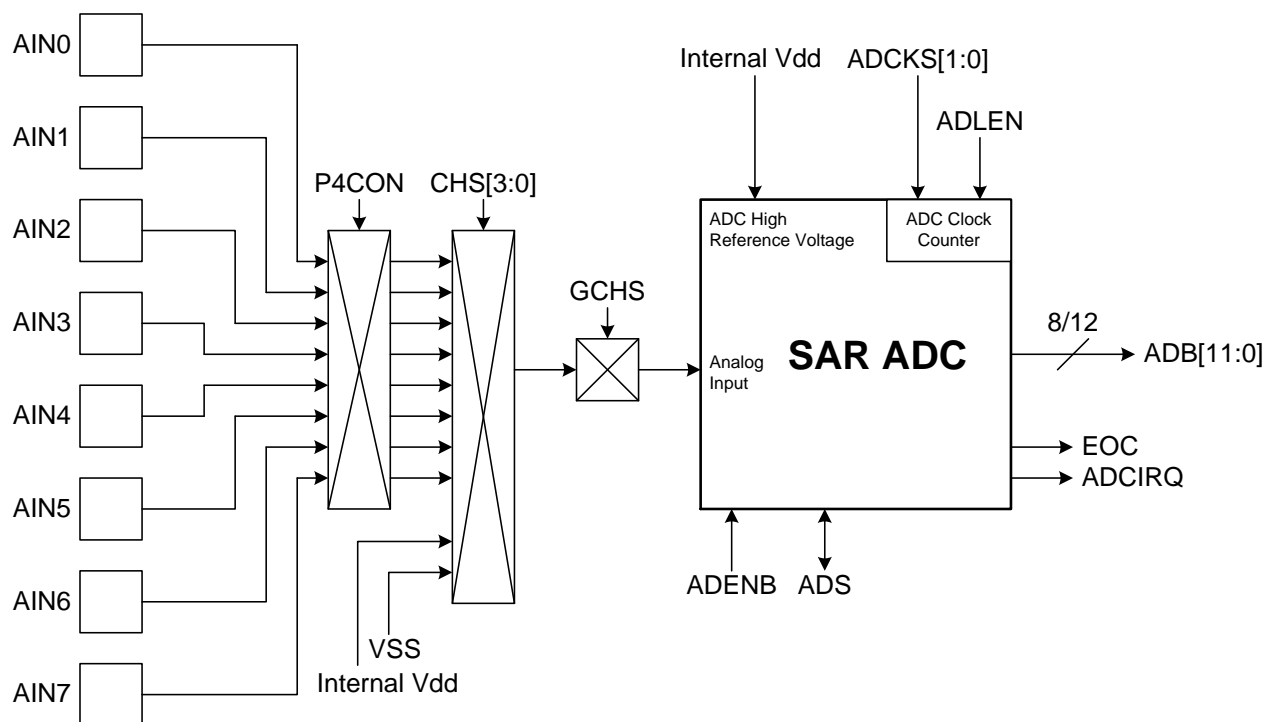 AIN0
AIN1
AIN2
AIN3
AIN4
AIN5
AIN6
AIN7
P4CON
CHS[3:0]
VSS
Internal Vdd
GCHS
Internal Vdd
ADCKS[1:0]
ADLEN
ADC High
Reference Voltage
ADC Clock
Counter
Analog
Input
SAR ADC
8/12
ADB[11:0]
EOC
ADCIRQ
ADENB
ADS